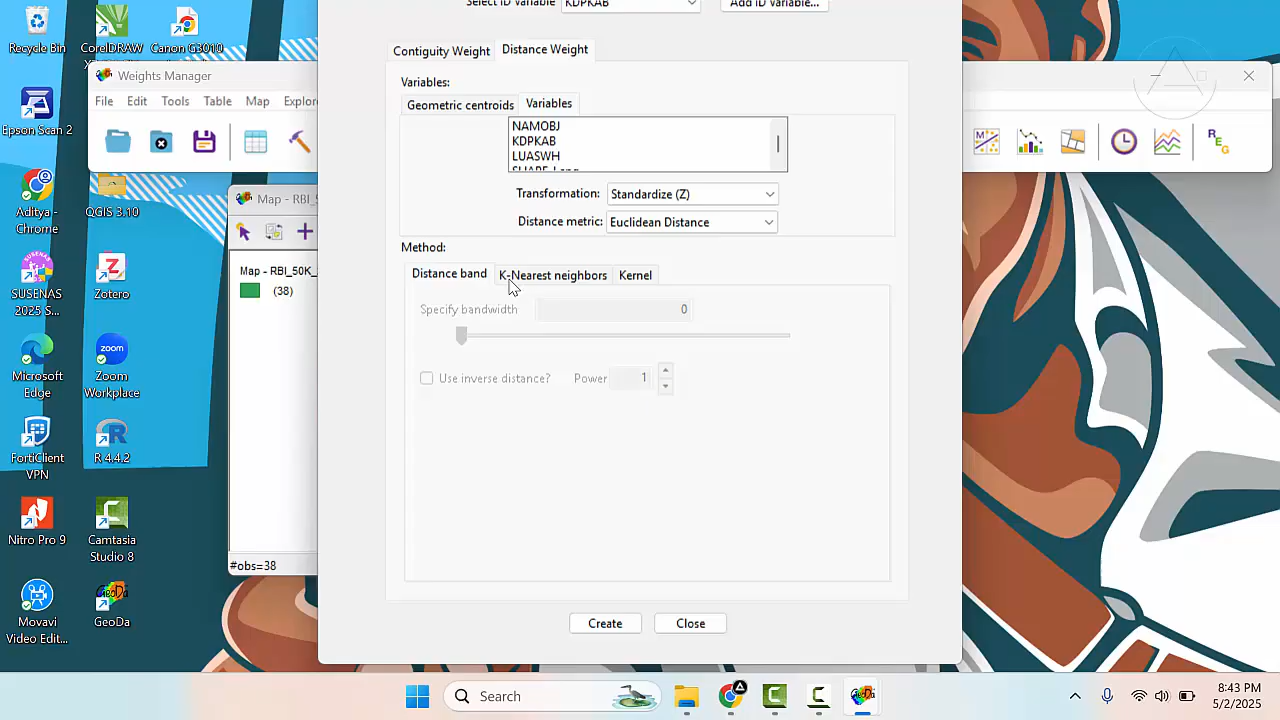 Recycle Bin
CorelDRAW
Canon G3010
Epson Scan 2
Aditya -
Chrome
QGIS 3.10
SUSENAS
2025 S...
Zotero
Microsoft
Edge
zoom
Zoom
Workplace
FortiClient
VPN
R 4.4.2
Nitro Pro 9
Camtasia
Studio 8
Movavi
Video Edit...
GeoDa
Weights Manager
File Edit Tools Table Map Explor
Map - RBI_5
Map - RBI_50K_
(38)
#obs=38
Select ID Variable KDPKAB Add ID Variable...
Contiguity Weight Distance Weight
Variables:
Geometric centroids Variables
NAMOBJ
KDPKAB
LUASWH
Transformation: Standardize (Z)
Distance metric: Euclidean Distance
Method:
Distance band K-Nearest neighbors Kernel
Specify bandwidth 0
Use inverse distance? Power 1
Create Close
REG
Search
8:43 PM
5/2/2025